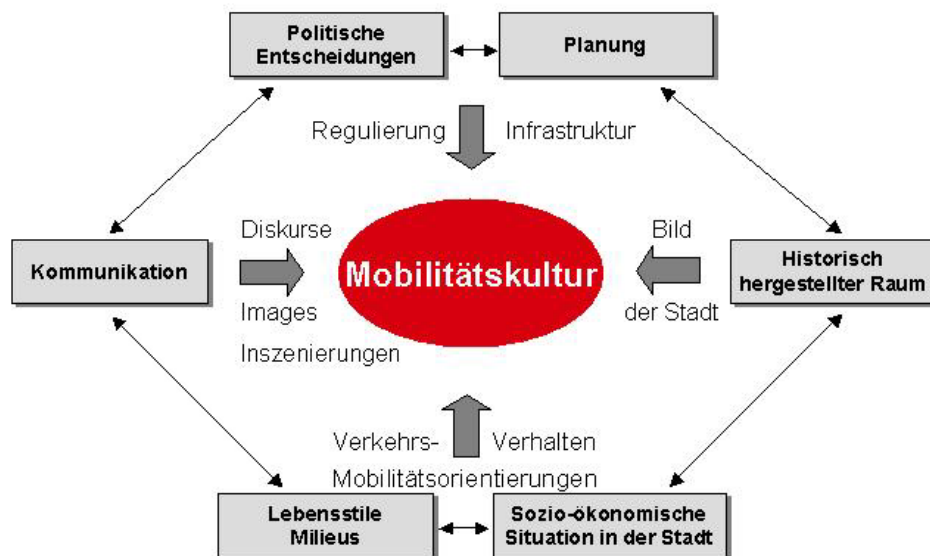 Politische
Entscheidungen
Planung
Regulierung
Infrastruktur
Diskurse
Images
Inszenierungen
Kommunikation
Mobilitätskultur
Bild
der Stadt
Historisch
hergestellter Raum
Verkehrs- Verhalten
Mobilitätsorientierungen
Lebensstile
Milieus
Sozio-ökonomische
Situation in der Stadt